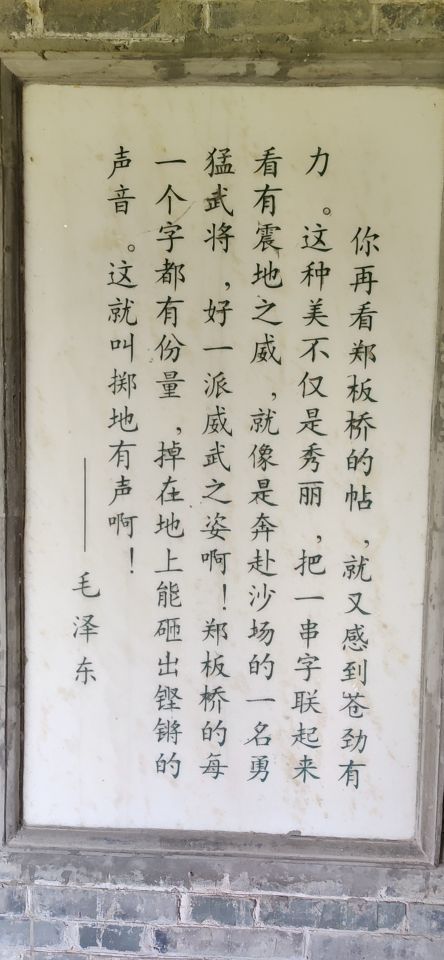 你再看郑板桥的帖，就又感到苍劲有
力。这种美不仅是秀丽，把一串字联起来
看有震地之威，就像是奔赴沙场的一名勇
猛武将，好一派威武之姿啊！郑板桥的每
一个字都有份量，掉在地上能砸出铿锵的
声音。这就叫掷地有声啊！
——毛泽东